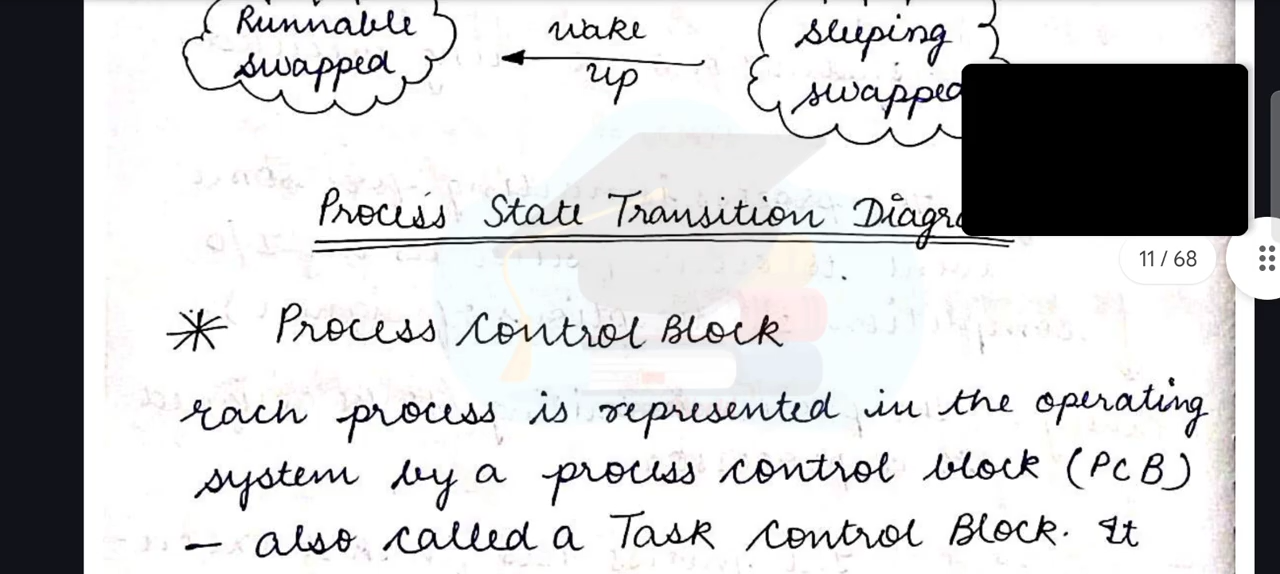 Runnable swapped
wake up
sleeping swapped
Process State Transition Diagr
11 / 68
* Process Control Block
each process is represented in the operating
system by a process control block (PCB)
– also called a Task Control Block. It